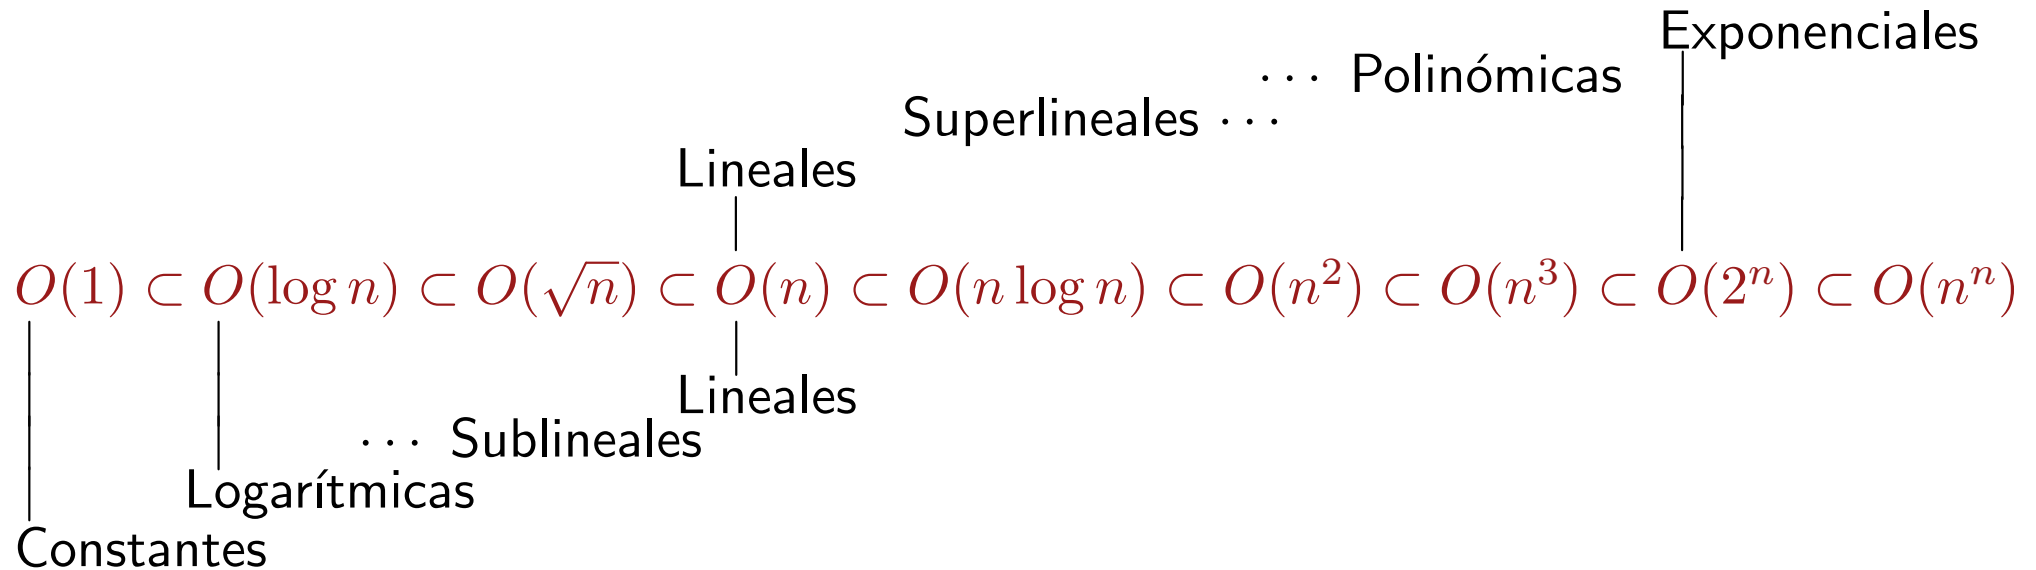 Exponenciales
··· Polinómicas
Superlineales ···
Lineales
O(1) ⊂ O(log n) ⊂ O(√n) ⊂ O(n) ⊂ O(n log n) ⊂ O(n²) ⊂ O(n³) ⊂ O(2ⁿ) ⊂ O(nⁿ)
Lineales
··· Sublineales
Logarítmicas
Constantes